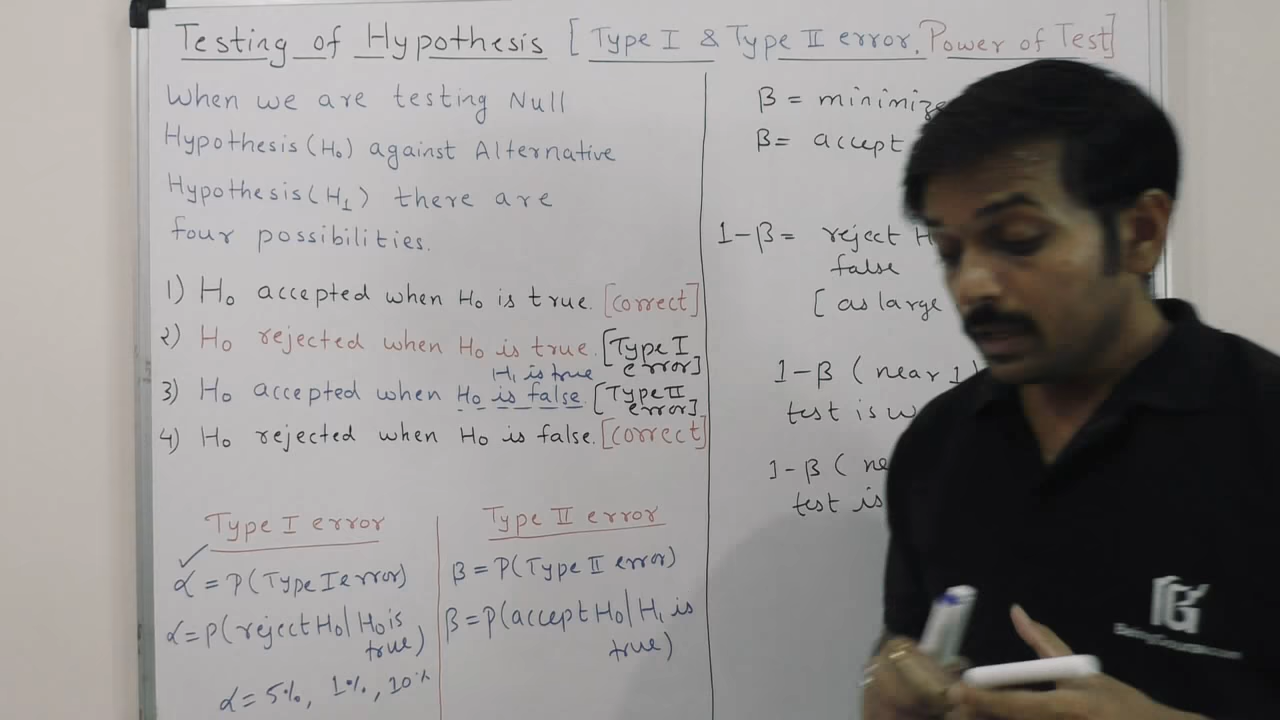 Testing of Hypothesis [Type I & Type II error, Power of Test]
When we are testing Null
Hypothesis (H₀) against Alternative
Hypothesis (H₁) there are
four possibilities.
1) H₀ accepted when H₀ is true. [correct]
2) H₀ rejected when H₀ is true. [Type I error]
H₁ is true
3) H₀ accepted when H₀ is false. [Type II error]
4) H₀ rejected when H₀ is false. [correct]
Type I error
✓
α = P(Type I error)
α = P(reject H₀ | H₀ is
true)
α = 5%, 1%, 10%
Type II error
β = P(Type II error)
β = P(accept H₀ | H₁ is
true)
β = minimize
β = accept
1-β = reject H
false
[as large
1-β (near 1)
test is w
1-β (ne
test is